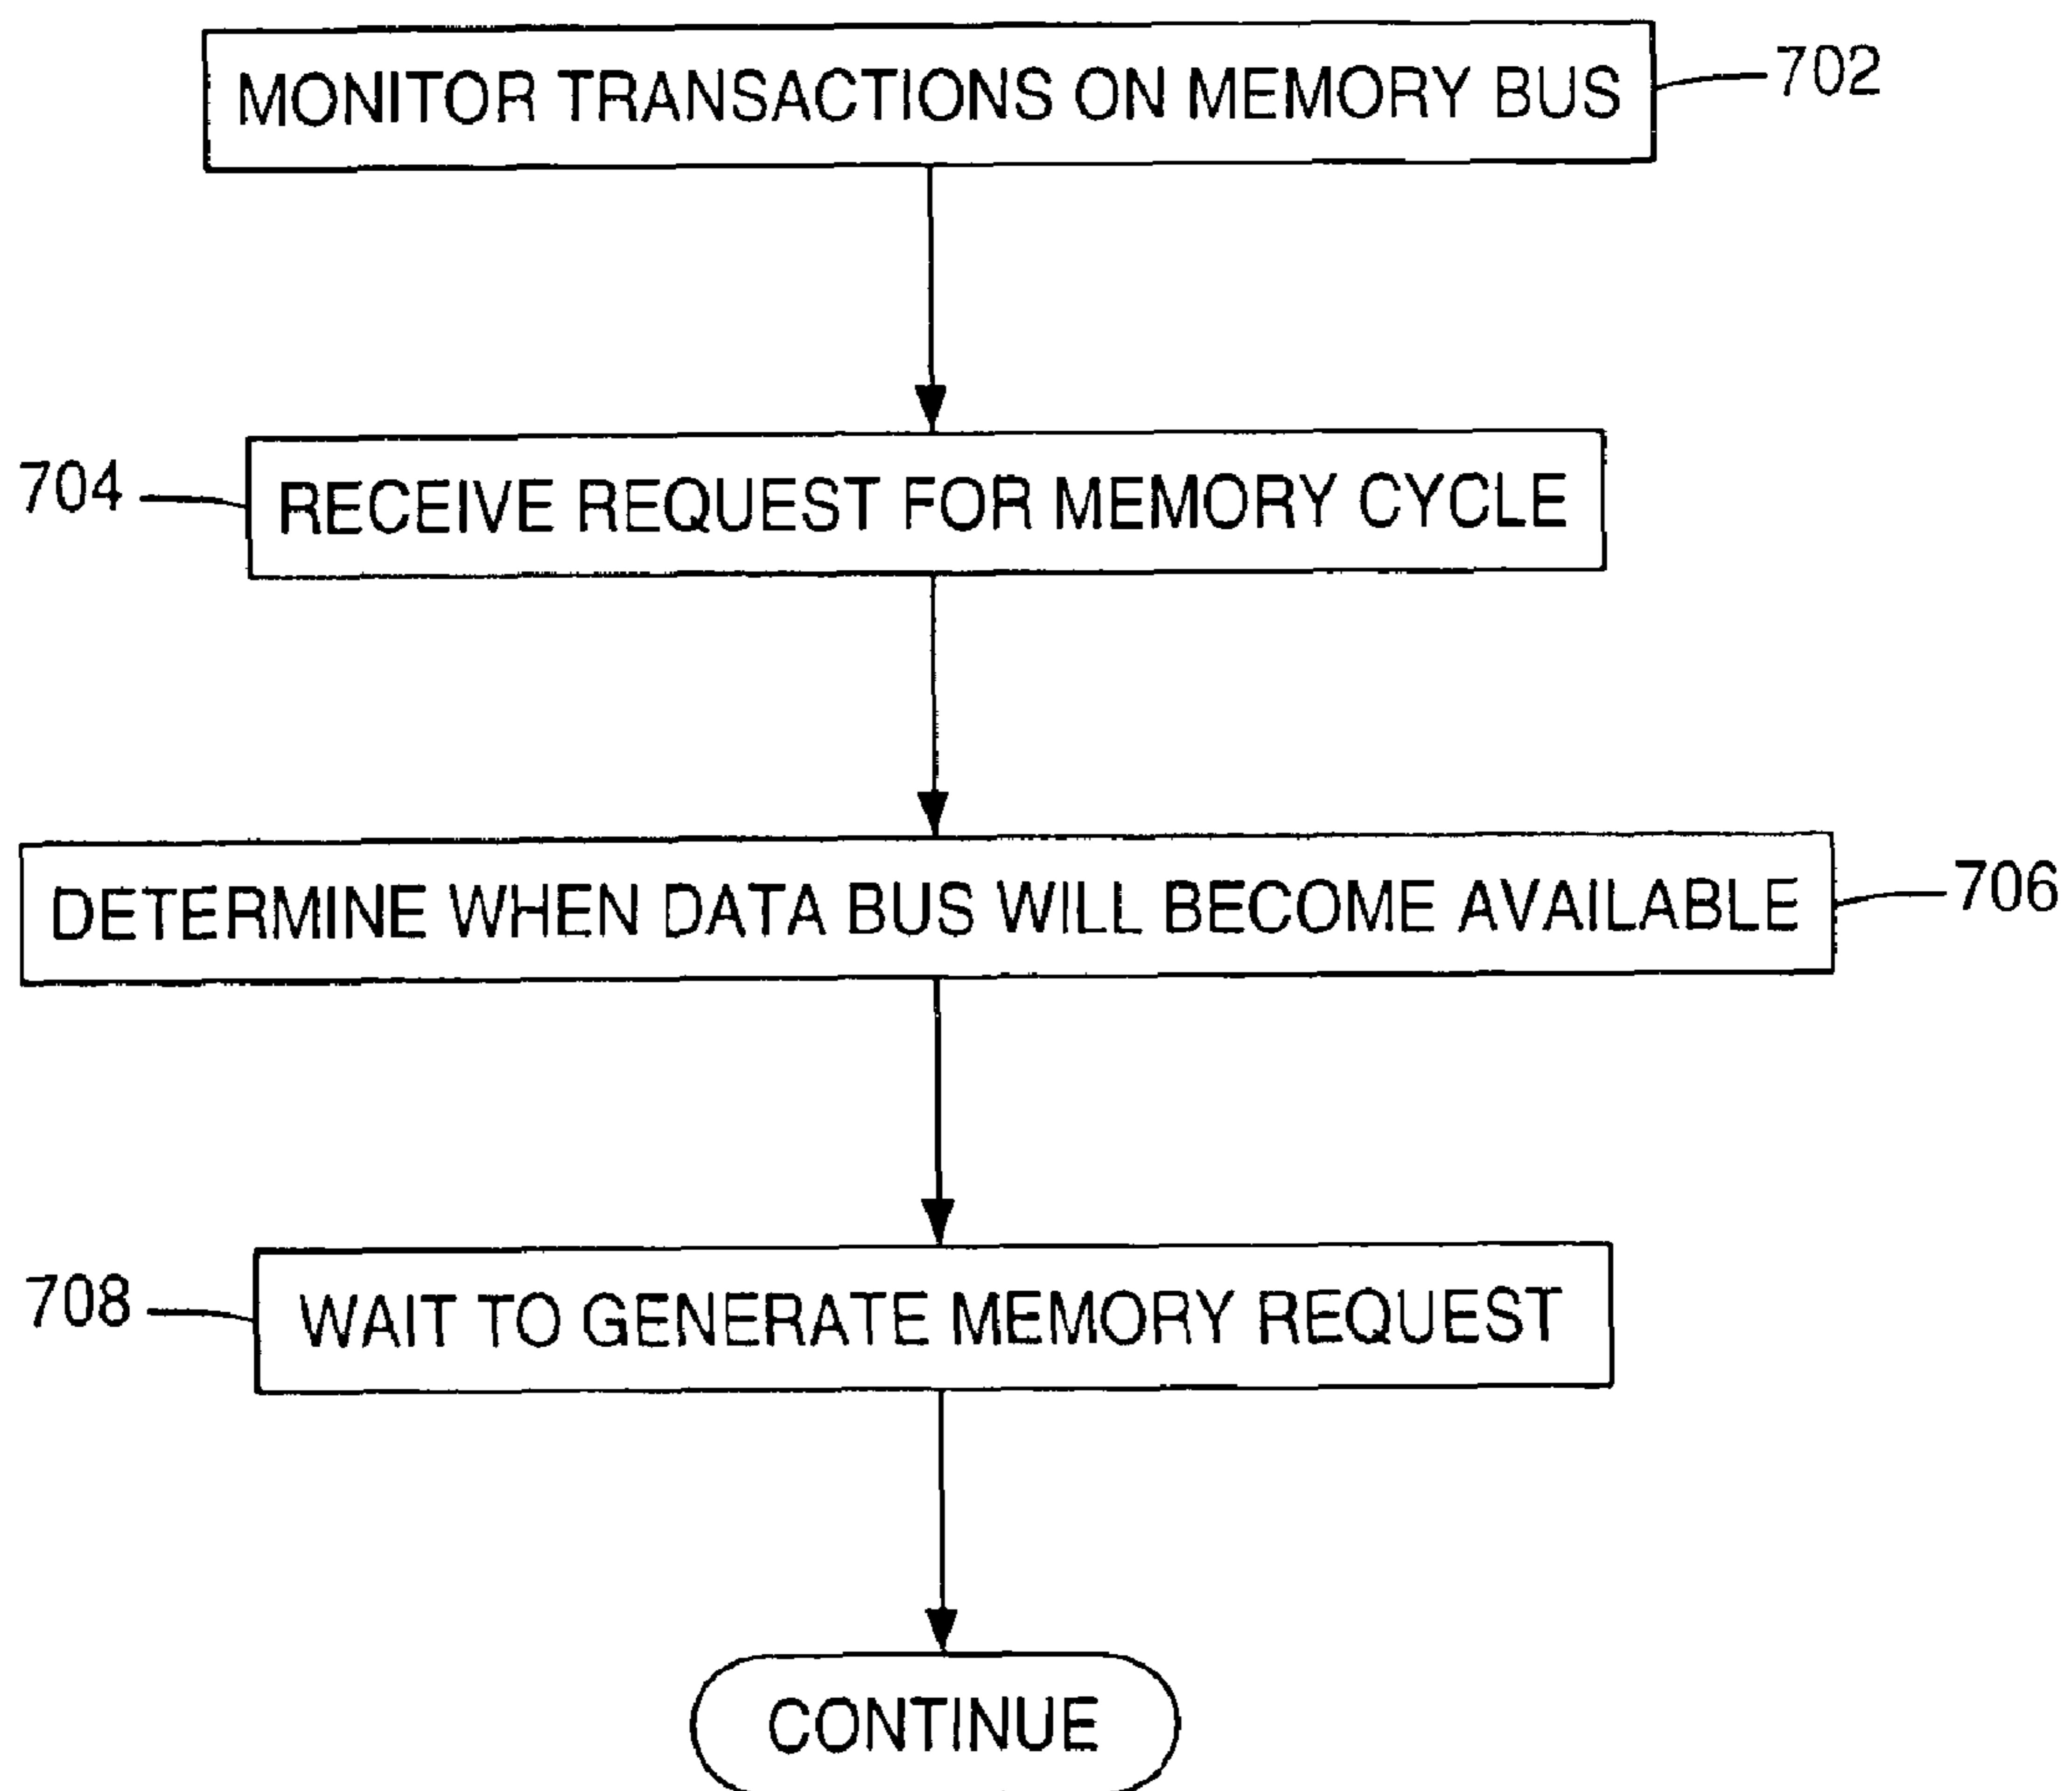 MONITOR TRANSACTIONS ON MEMORY BUS
702
704
RECEIVE REQUEST FOR MEMORY CYCLE
DETERMINE WHEN DATA BUS WILL BECOME AVAILABLE
706
708
WAIT TO GENERATE MEMORY REQUEST
CONTINUE